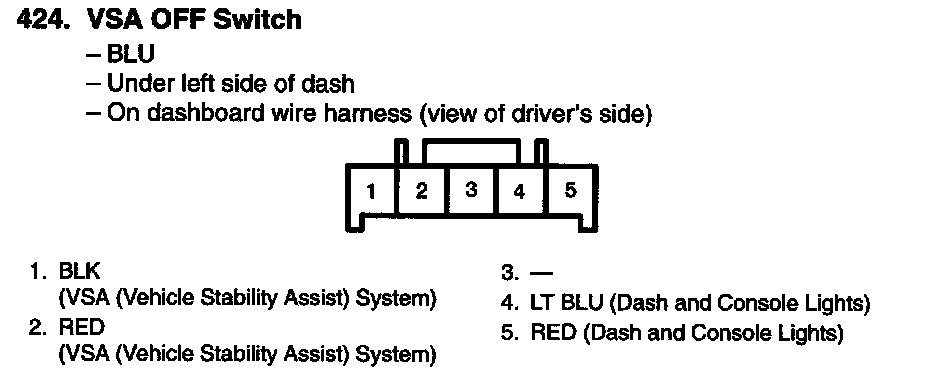 424. VSA OFF Switch
– BLU
– Under left side of dash
– On dashboard wire harness (view of driver's side)
1 2 3 4 5
1. BLK
(VSA (Vehicle Stability Assist) System)
2. RED
(VSA (Vehicle Stability Assist) System)
3. —
4. LT BLU (Dash and Console Lights)
5. RED (Dash and Console Lights)